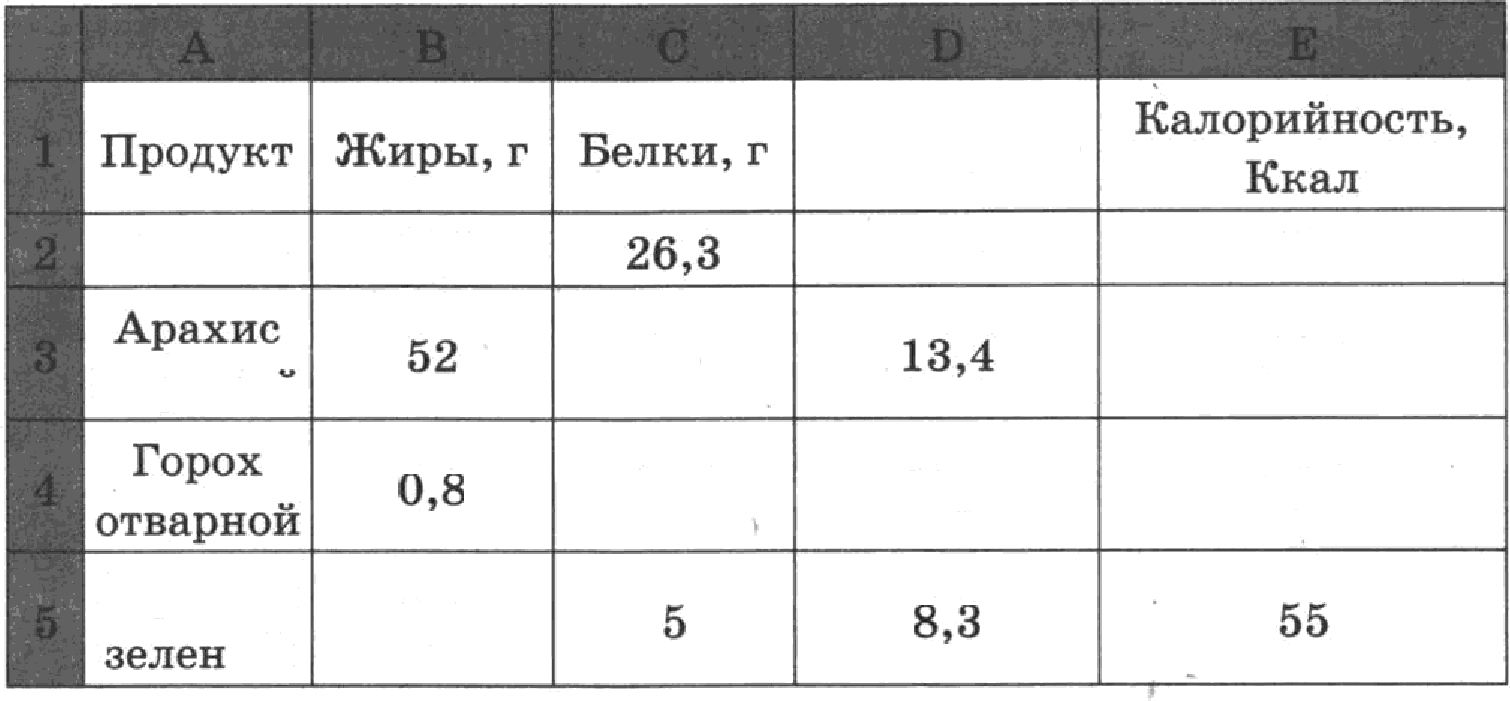 A B C D E
1 Продукт Жиры, г Белки, г Калорийность,
Ккал
2 26,3
3 Арахис 52 13,4
4 Горох
отварной 0,8
5 зелен 5 8,3 55